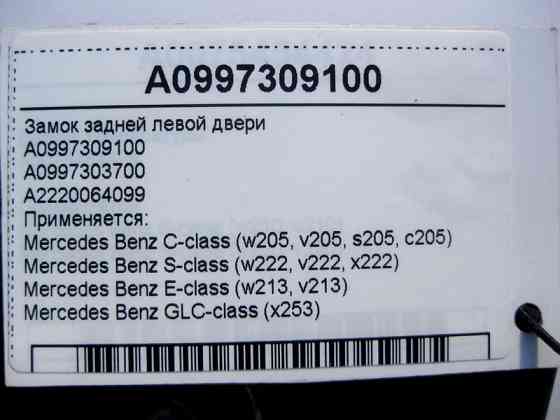 A0997309100
Замок задней левой двери
A0997309100
A0997303700
A2220064099
Применяется:
Mercedes Benz C-class (w205, v205, s205, c205)
Mercedes Benz S-class (w222, v222, x222)
Mercedes Benz E-class (w213, v213)
Mercedes Benz GLC-class (x253)